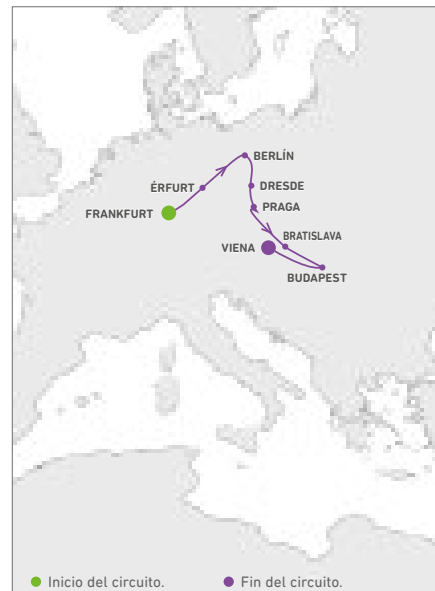 BERLÍN
ÉRFURT
DRESDE
FRANKFURT
PRAGA
BRATISLAVA
VIENA
BUDAPEST
Inicio del circuito.
Fin del circuito.